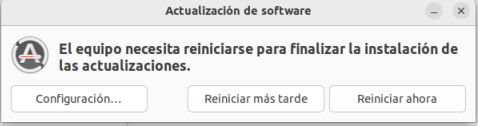 Actualización de software
El equipo necesita reiniciarse para finalizar la instalación de
las actualizaciones.
Configuración...
Reiniciar más tarde
Reiniciar ahora